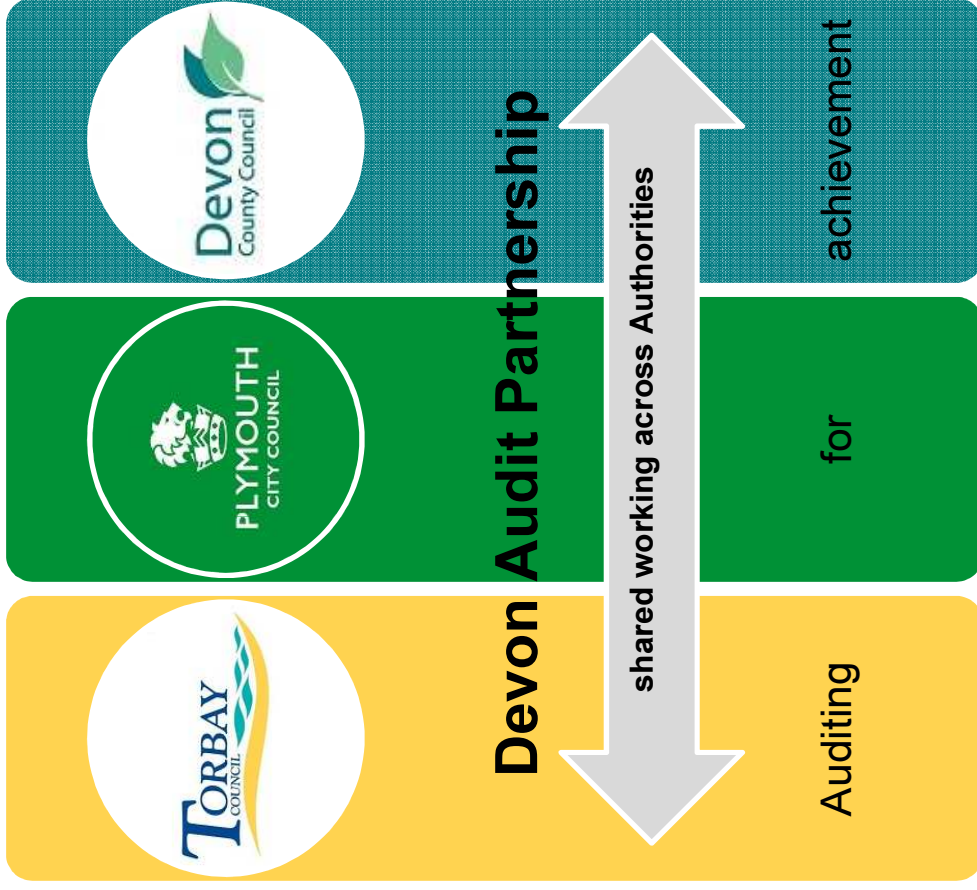 TORBAY
COUNCIL
PLYMOUTH
CITY COUNCIL
Devon
County Council
Devon Audit Partnership
shared working across Authorities
Auditing for achievement